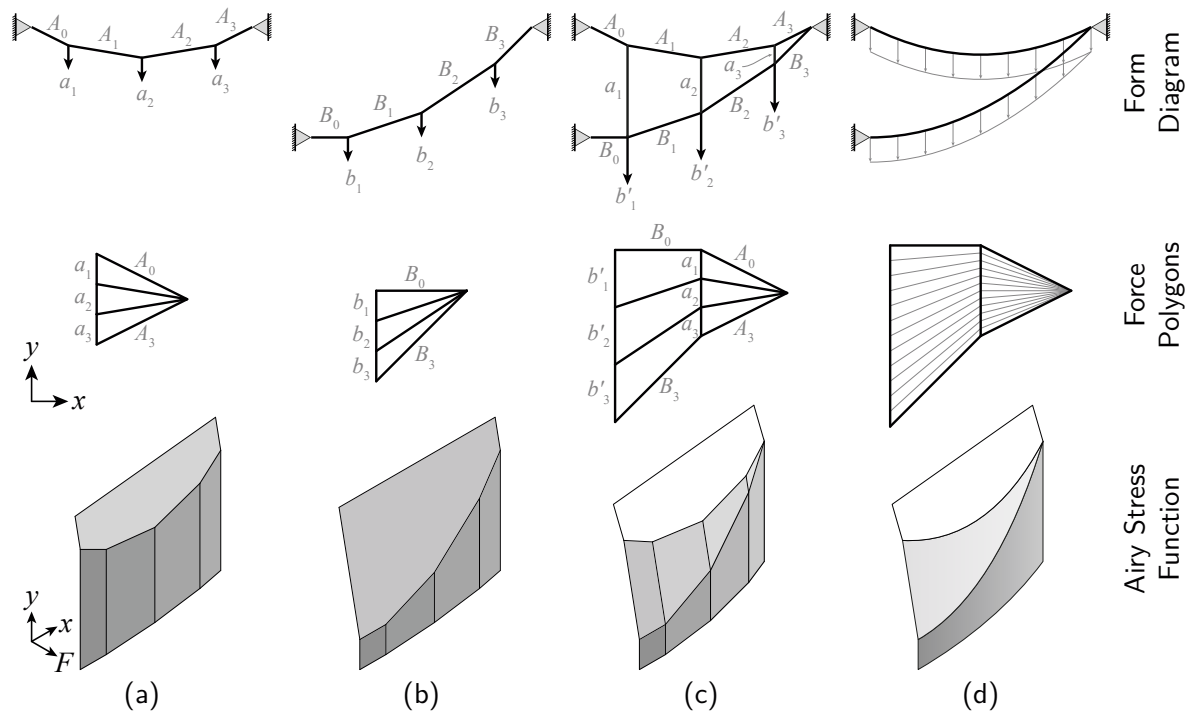 A₀ A₁ A₂ A₃
a₁ a₂ a₃
B₀ B₁ B₂ B₃
b₁ b₂ b₃
A₀ A₁ A₂ A₃
a₁ a₂ a₃
B₀ B₁ B₂ B₃
b'₁ b'₂ b'₃
Form
Diagram
a₁ A₀
a₂
a₃ A₃
y
x
B₀
b₁
b₂
b₃ B₃
B₀
a₁ A₀
b'₁
a₂
b'₂
a₃ A₃
b'₃ B₃
Force
Polygons
y
x
F
Airy Stress
Function
(a) (b) (c) (d)